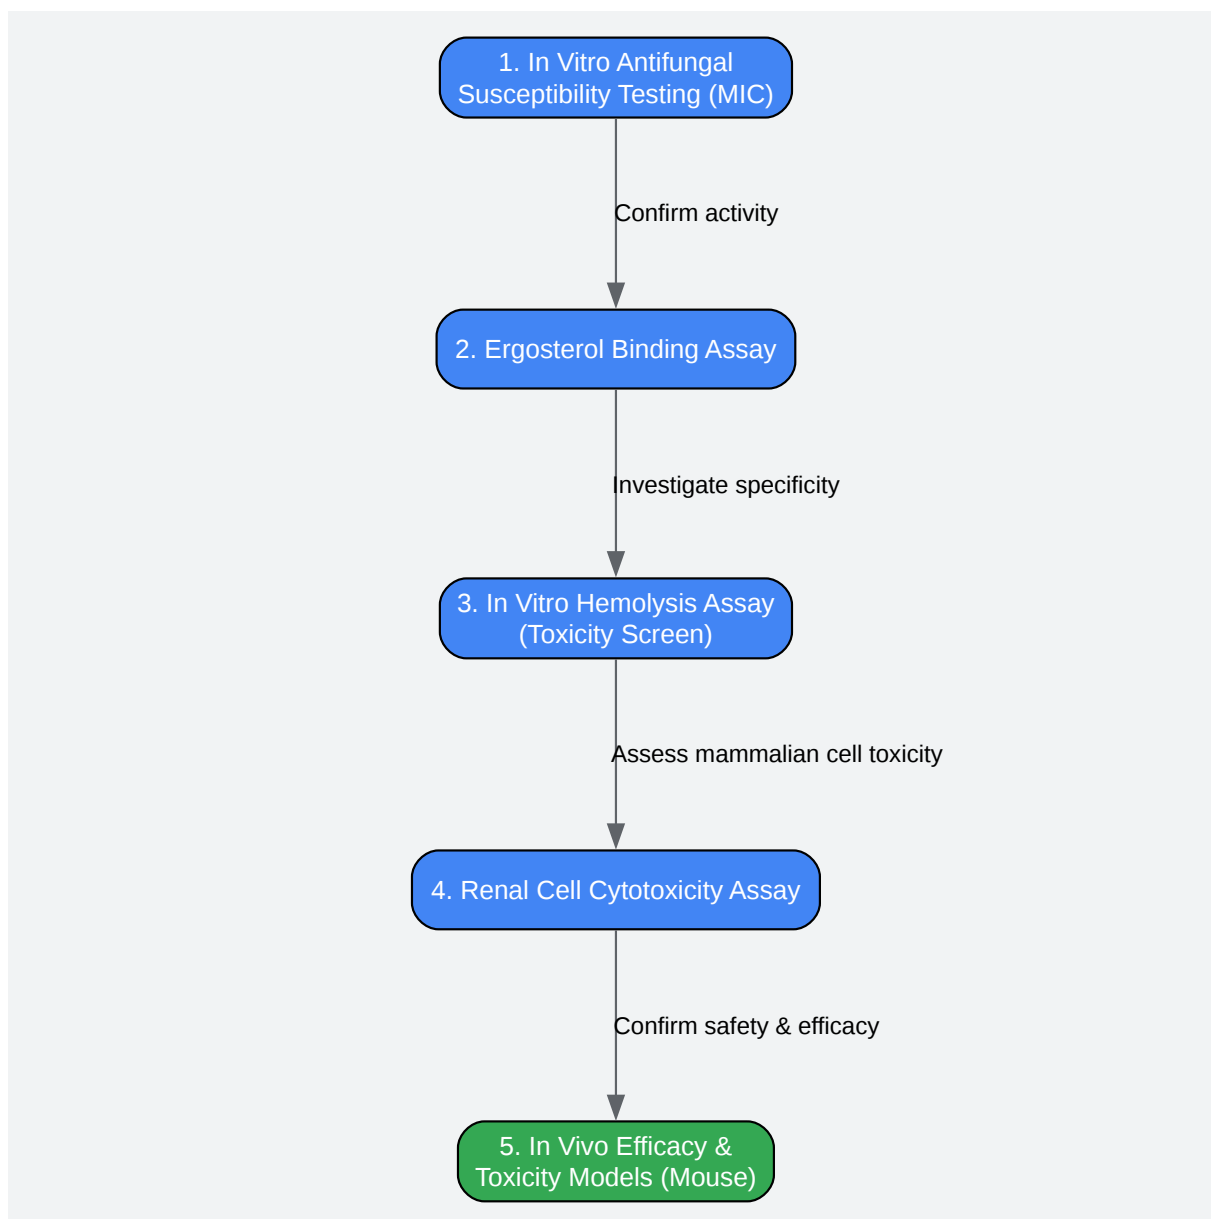 1. In Vitro Antifungal
Susceptibility Testing (MIC)
Confirm activity
2. Ergosterol Binding Assay
Investigate specificity
3. In Vitro Hemolysis Assay
(Toxicity Screen)
Assess mammalian cell toxicity
4. Renal Cell Cytotoxicity Assay
Confirm safety & efficacy
5. In Vivo Efficacy &
Toxicity Models (Mouse)